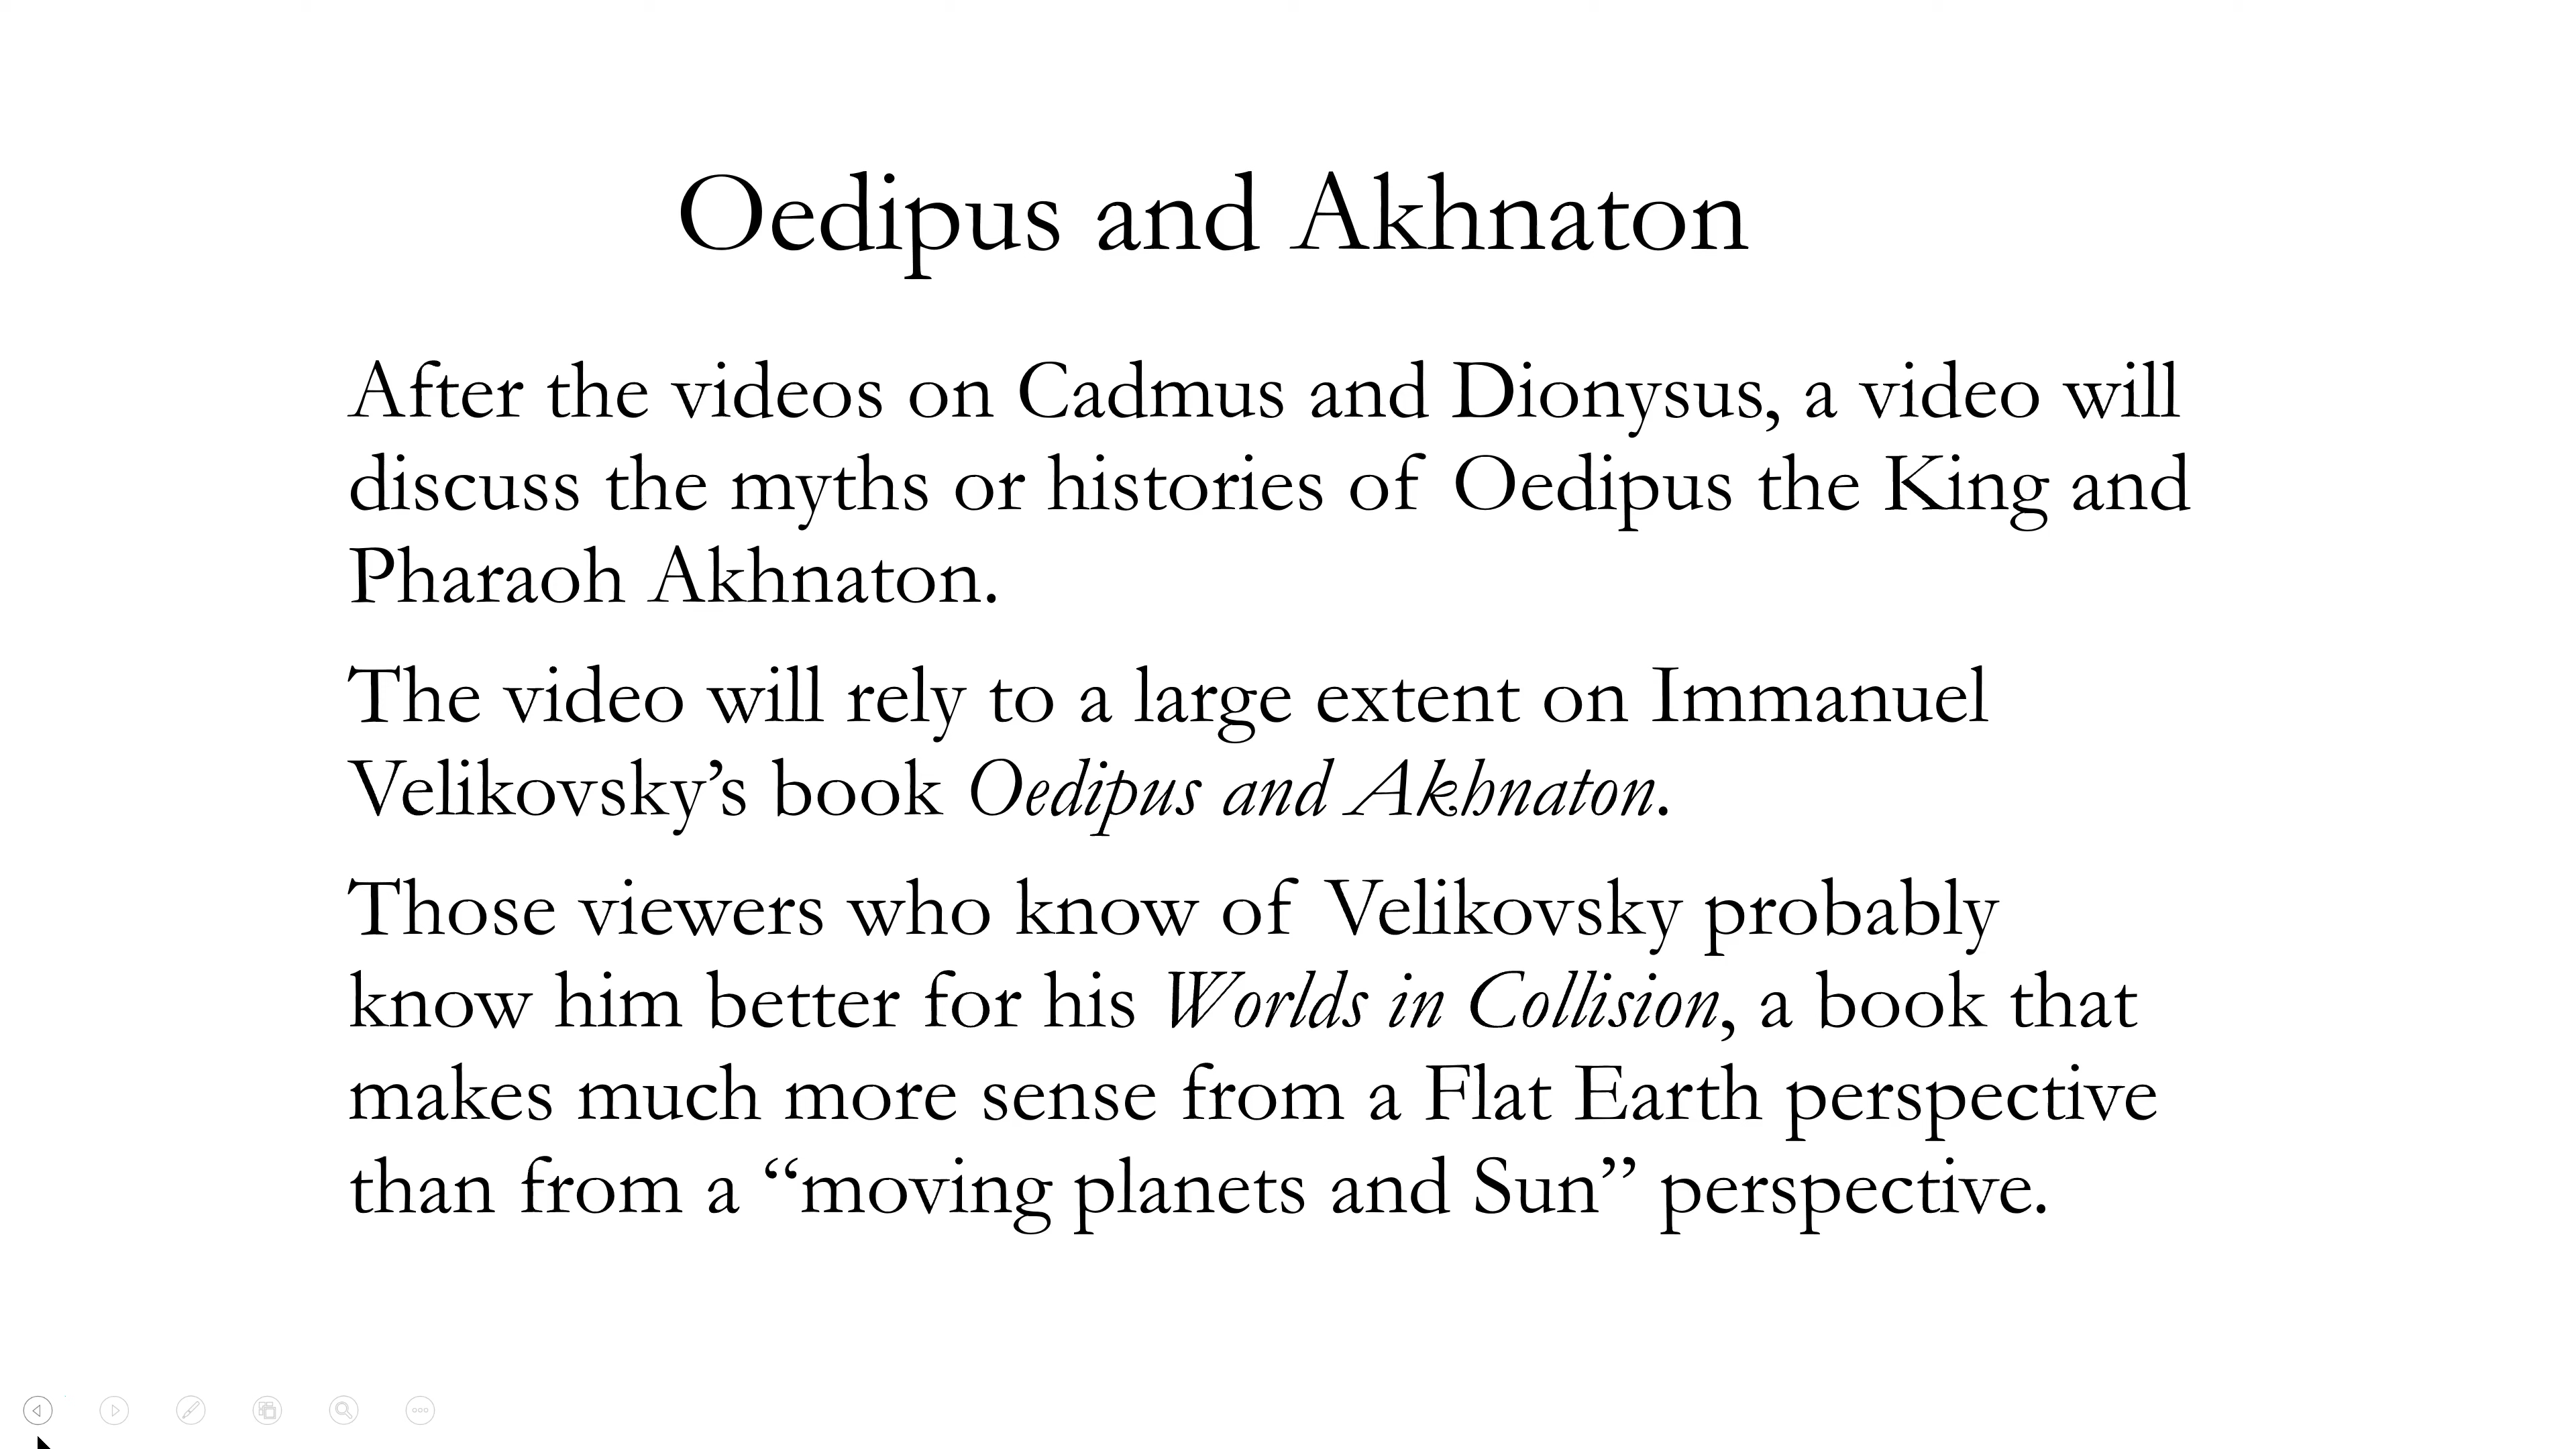 Oedipus and Akhnaton
After the videos on Cadmus and Dionysus, a video will
discuss the myths or histories of Oedipus the King and
Pharaoh Akhnaton.
The video will rely to a large extent on Immanuel
Velikovsky’s book Oedipus and Akhnaton.
Those viewers who know of Velikovsky probably
know him better for his Worlds in Collision, a book that
makes much more sense from a Flat Earth perspective
than from a “moving planets and Sun” perspective.